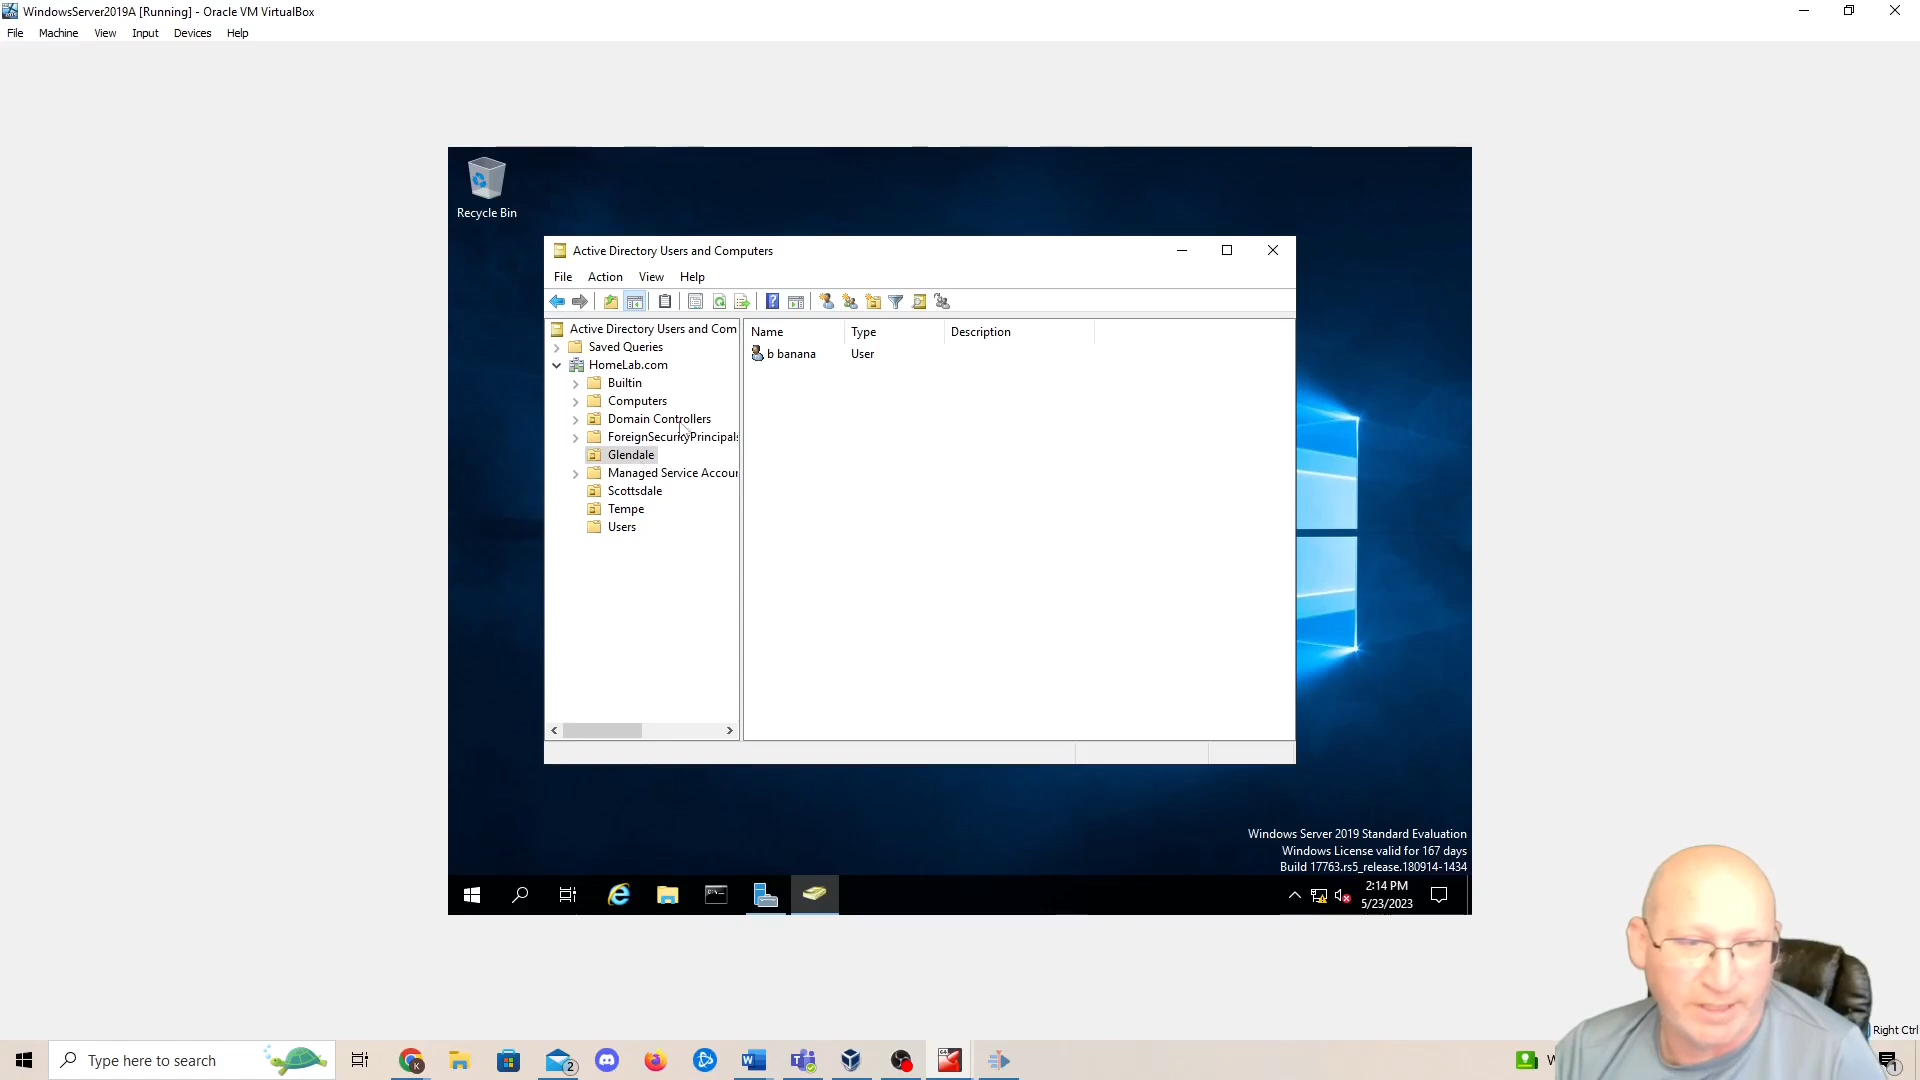 WindowsServer2019A [Running] - Oracle VM VirtualBox
File Machine View Input Devices Help
Recycle Bin
Active Directory Users and Computers
File Action View Help
Active Directory Users and Com
Saved Queries
HomeLab.com
Builtin
Computers
Domain Controllers
ForeignSecurityPrincipals
Glendale
Managed Service Accour
Scottsdale
Tempe
Users
Name Type Description
b banana User
Windows Server 2019 Standard Evaluation
Windows License valid for 167 days
Build 17763.rs5_release.180914-1434
2:14 PM
5/23/2023
Right Ctrl
Type here to search
2
W
1